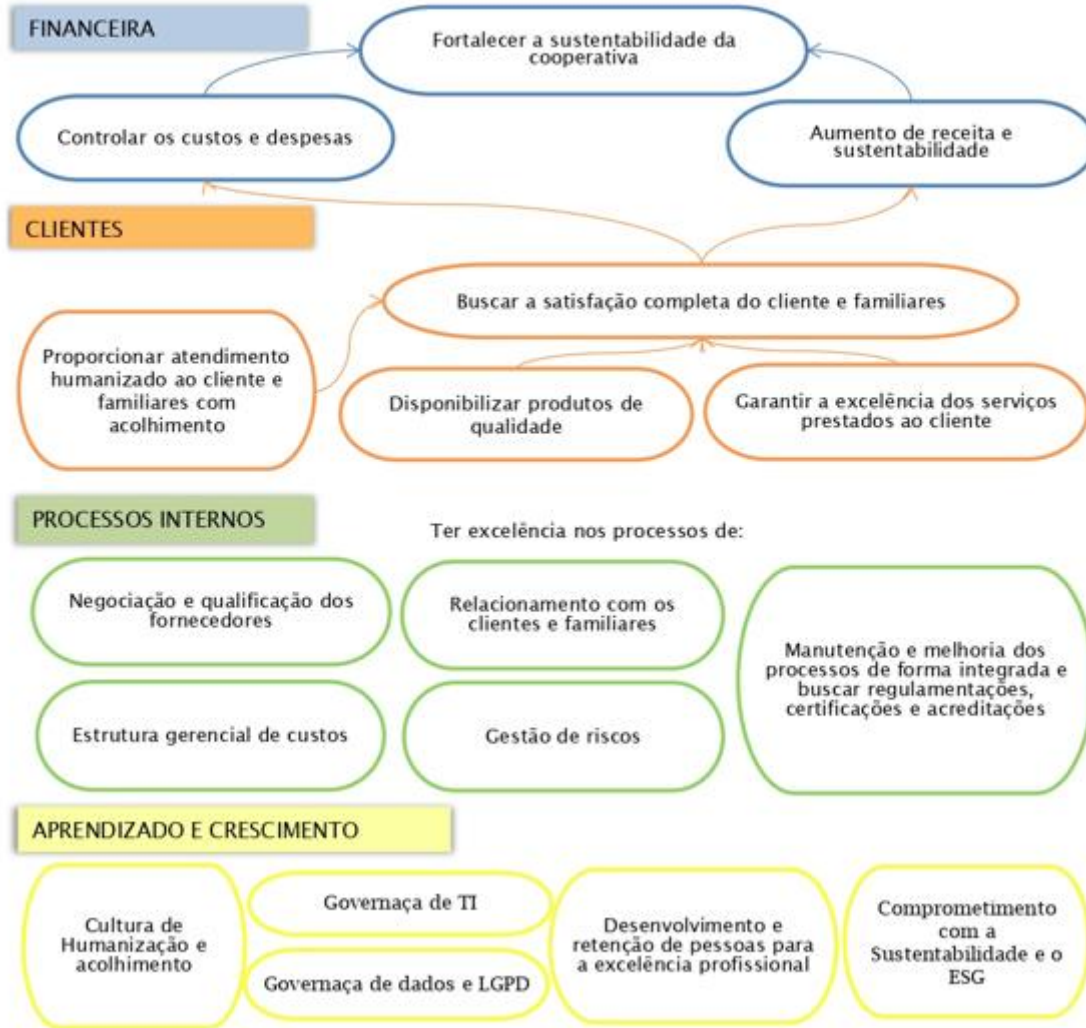 FINANCEIRA
Fortalecer a sustentabilidade da
cooperativa
Controlar os custos e despesas
Aumento de receita e
sustentabilidade
CLIENTES
Buscar a satisfação completa do cliente e familiares
Proporcionar atendimento
humanizado ao cliente e
familiares com
acolhimento
Disponibilizar produtos de
qualidade
Garantir a excelência dos serviços
prestados ao cliente
PROCESSOS INTERNOS
Ter excelência nos processos de:
Negociação e qualificação dos
fornecedores
Relacionamento com os
clientes e familiares
Manutenção e melhoria dos
processos de forma integrada e
buscar regulamentações,
certificações e acreditações
Estrutura gerencial de custos
Gestão de riscos
APRENDIZADO E CRESCIMENTO
Cultura de
Humanização e
acolhimento
Governaça de TI
Governaça de dados e LGPD
Desenvolvimento e
retenção de pessoas para
a excelência profissional
Comprometimento
com a
Sustentabilidade e o
ESG